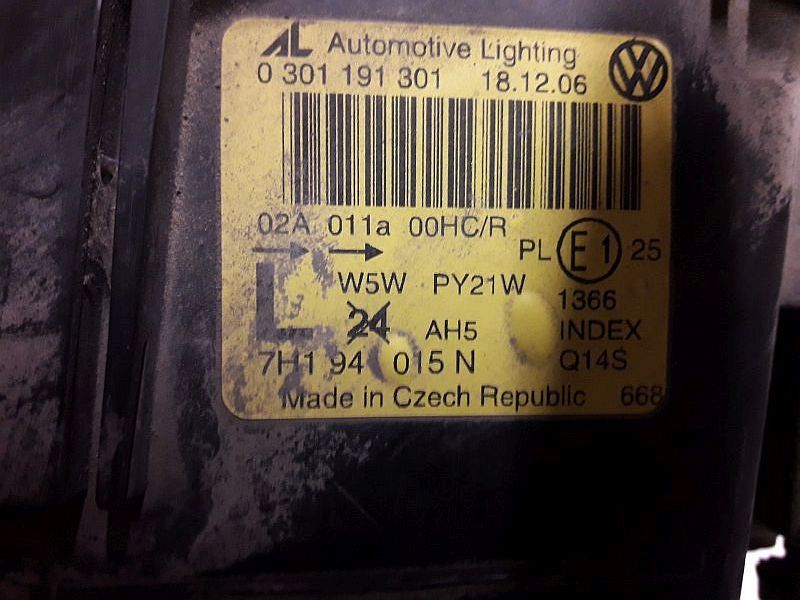 AL Automotive Lighting
0 301 191 301 18.12.06
02A 011a 00HC/R
PL E1 25
L W5W PY21W
1366
24 AH5 INDEX
7H1 94 015 N Q14S
Made in Czech Republic 668